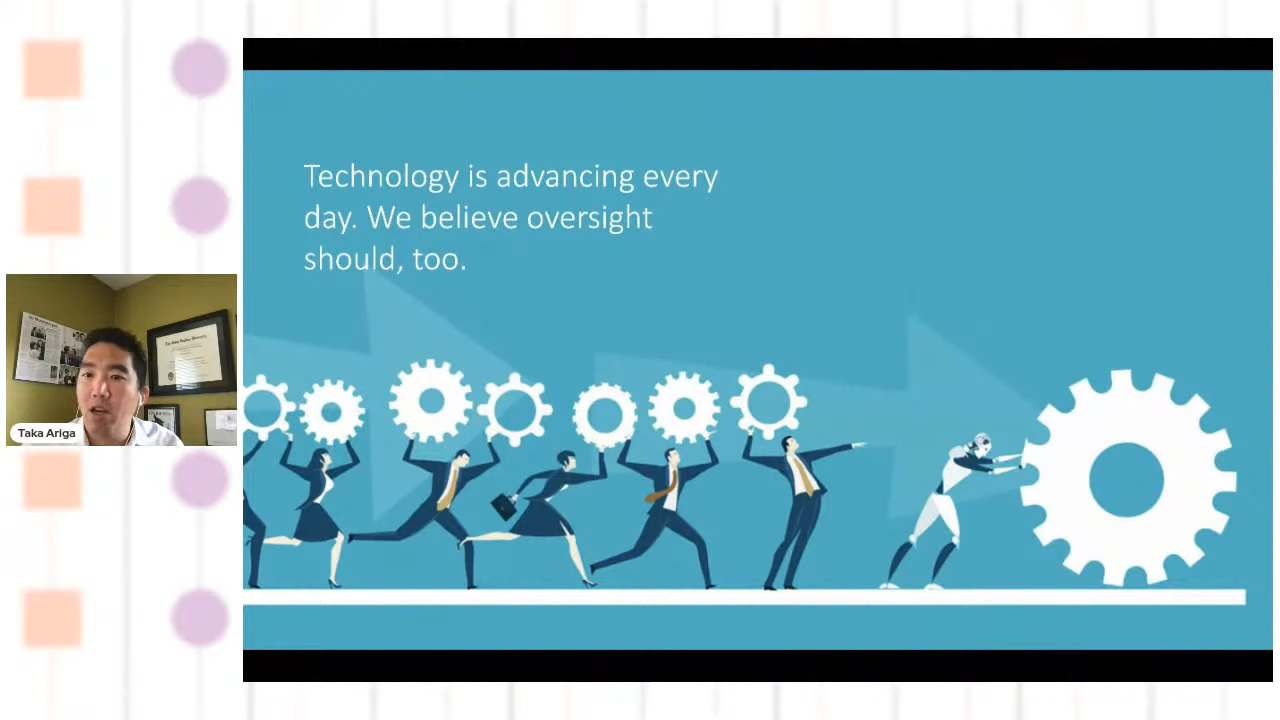 Technology is advancing every
day. We believe oversight
should, too.
Taka Ariga